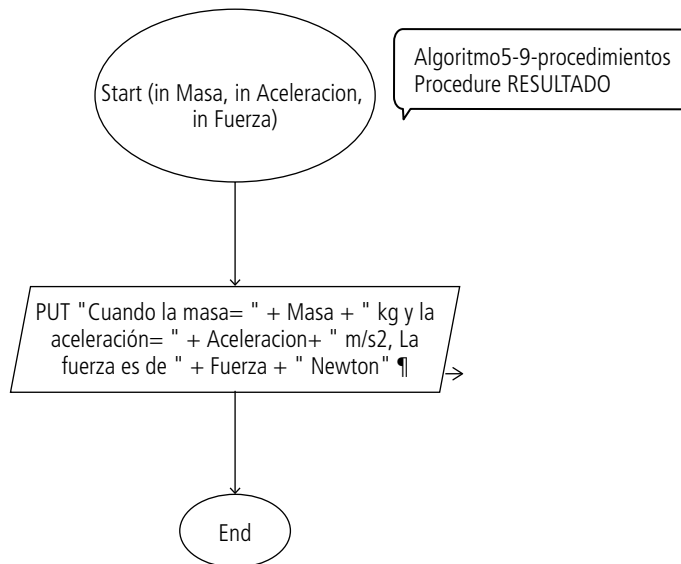 Start (in Masa, in Aceleracion,
in Fuerza)
Algoritmo5-9-procedimientos
Procedure RESULTADO
PUT "Cuando la masa= " + Masa + " kg y la
aceleración= " + Aceleracion+ " m/s2, La
fuerza es de " + Fuerza + " Newton" ¶
End